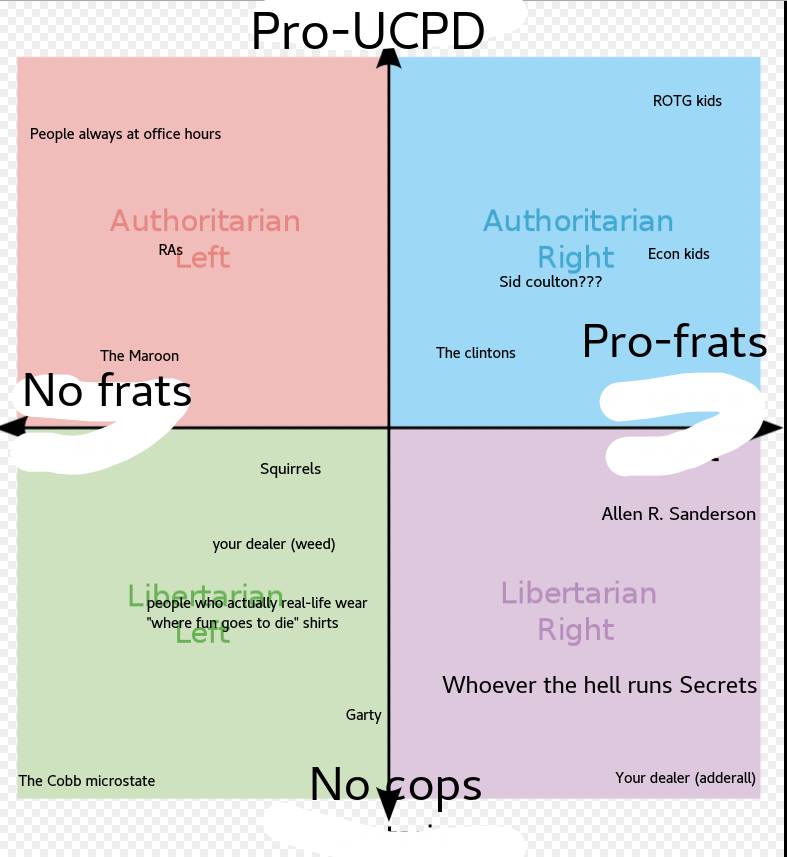 Pro-UCPD
ROTG kids
People always at office hours
Authoritarian
Left
Authoritarian
Right
RAs
Econ kids
Sid coulton???
The Maroon
The clintons
Pro-frats
No frats
Squirrels
Allen R. Sanderson
your dealer (weed)
Libertarian
Left
people who actually real-life wear
"where fun goes to die" shirts
Libertarian
Right
Whoever the hell runs Secrets
Garty
The Cobb microstate
No cops
Your dealer (adderall)